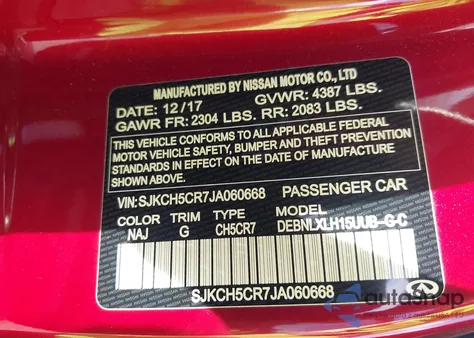 MANUFACTURED BY NISSAN MOTOR CO., LTD
DATE: 12/17 GVWR: 4387 LBS.
GAWR FR: 2304 LBS. RR: 2083 LBS.
THIS VEHICLE CONFORMS TO ALL APPLICABLE FEDERAL
MOTOR VEHICLE SAFETY, BUMPER AND THEFT PREVENTION
STANDARDS IN EFFECT ON THE DATE OF MANUFACTURE
SHOWN ABOVE.
VIN: SJKCH5CR7JA060668 PASSENGER CAR
COLOR TRIM TYPE MODEL
NAJ G CH5CR7 DEBNLXLH15UUB-G-C
SJKCH5CR7JA060668
autoSnap